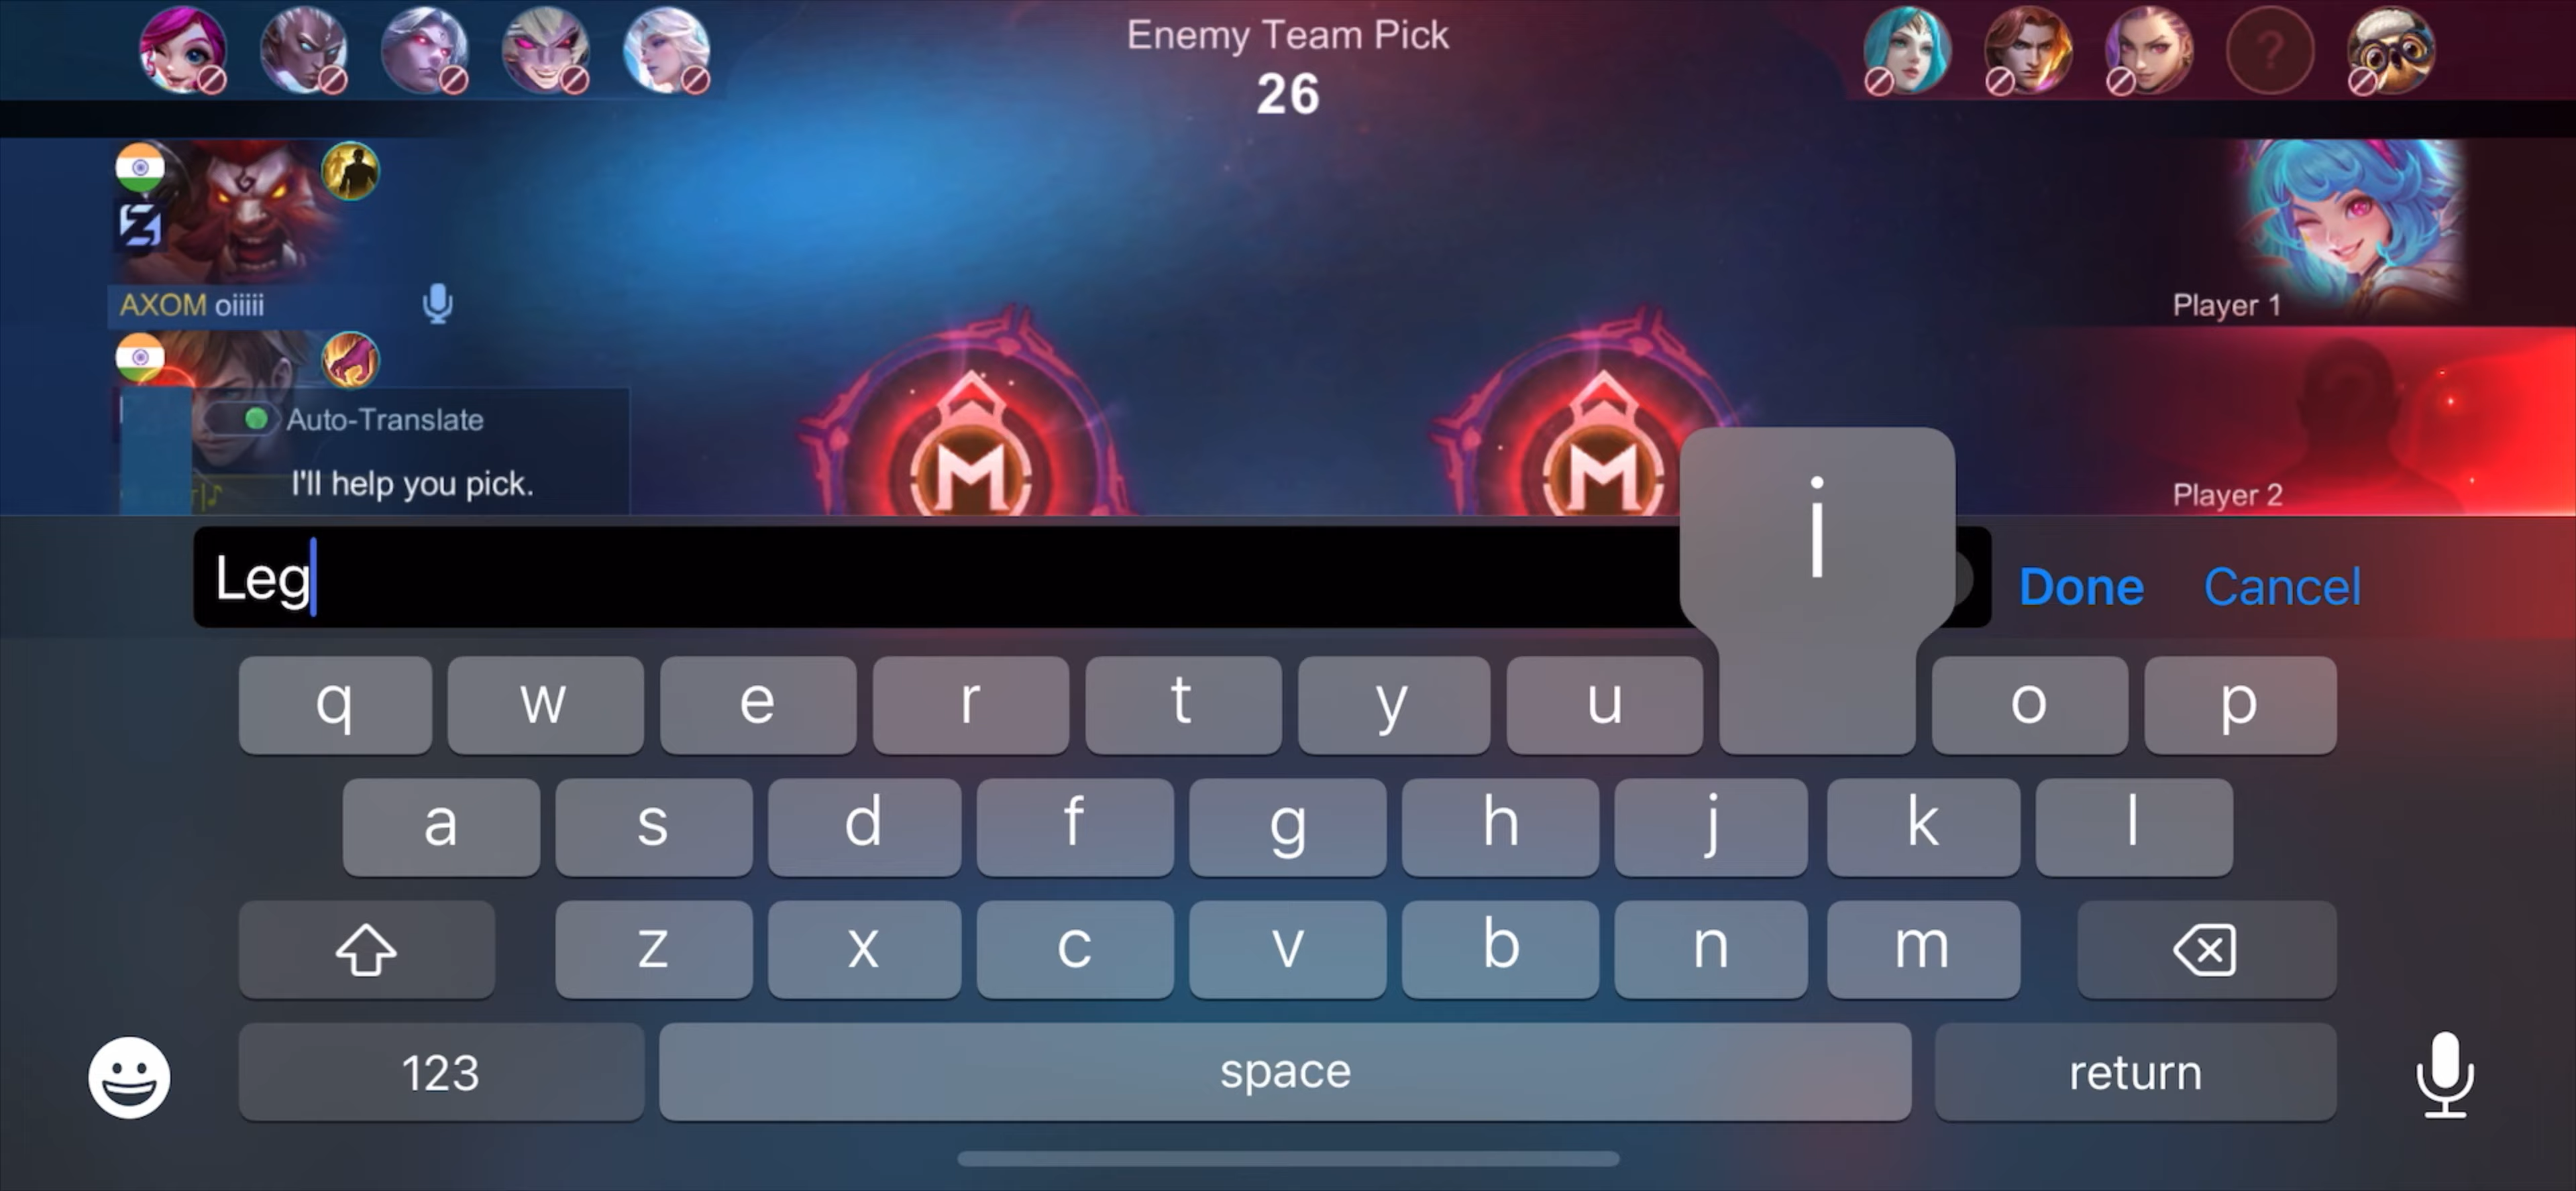 Enemy Team Pick
26
AXOM oiiiii
Player 1
Auto-Translate
I'll help you pick.
Player 2
Leg
i
Done
Cancel
q w e r t y u o p
a s d f g h j k l
z x c v b n m
123 space return